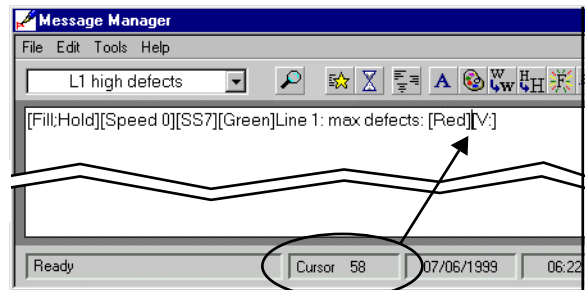 Message Manager
File Edit Tools Help
L1 high defects A W W H H F
[Fill;Hold][Speed 0][SS7][Green]Line 1: max defects: [Red][V:]
Ready Cursor 58 07/06/1999 06:22